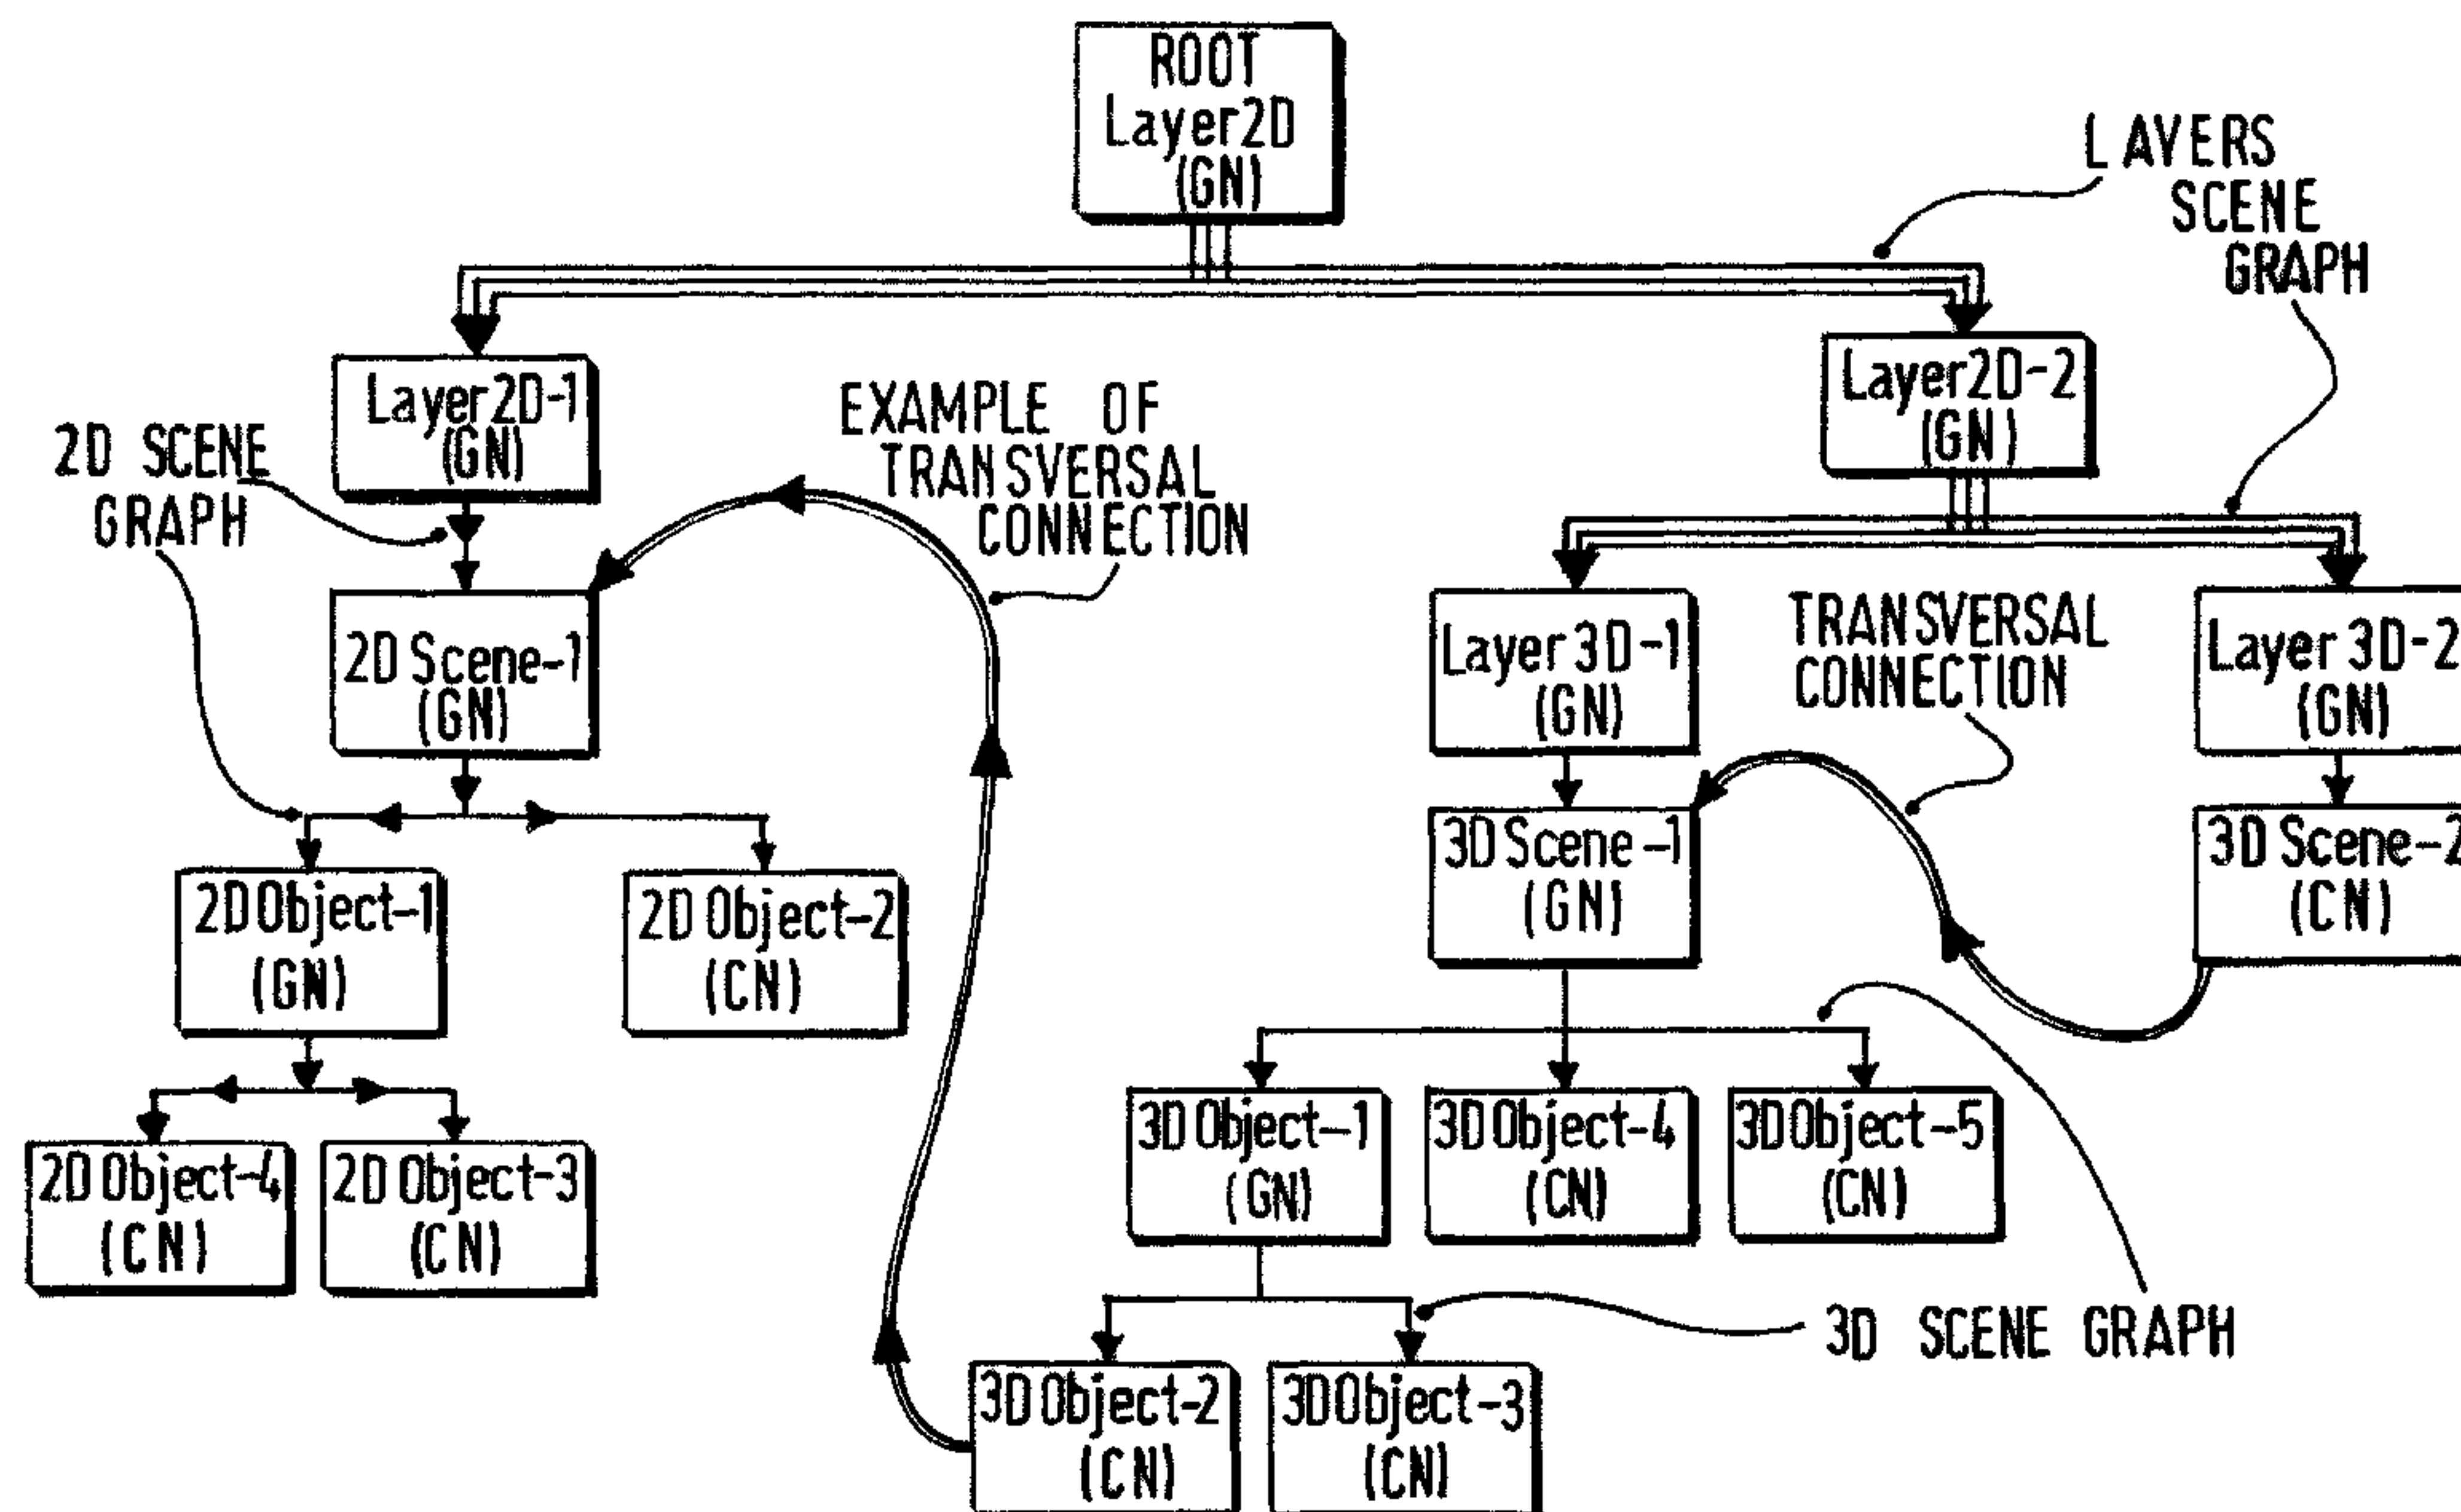 ROOT
Layer2D
(GN)
LAYERS
SCENE
GRAPH
Layer2D-1
(GN)
Layer2D-2
(GN)
2D SCENE
GRAPH
EXAMPLE OF
TRANSVERSAL
CONNECTION
2D Scene-1
(GN)
Layer 3D-1
(GN)
TRANSVERSAL
CONNECTION
Layer 3D-2
(GN)
3D Scene-1
(GN)
3D Scene-2
(CN)
2D Object-1
(GN)
2D Object-2
(CN)
2D Object-4
(CN)
2D Object-3
(CN)
3D Object-1
(GN)
3D Object-4
(CN)
3D Object-5
(CN)
3D SCENE GRAPH
3D Object-2
(CN)
3D Object-3
(CN)